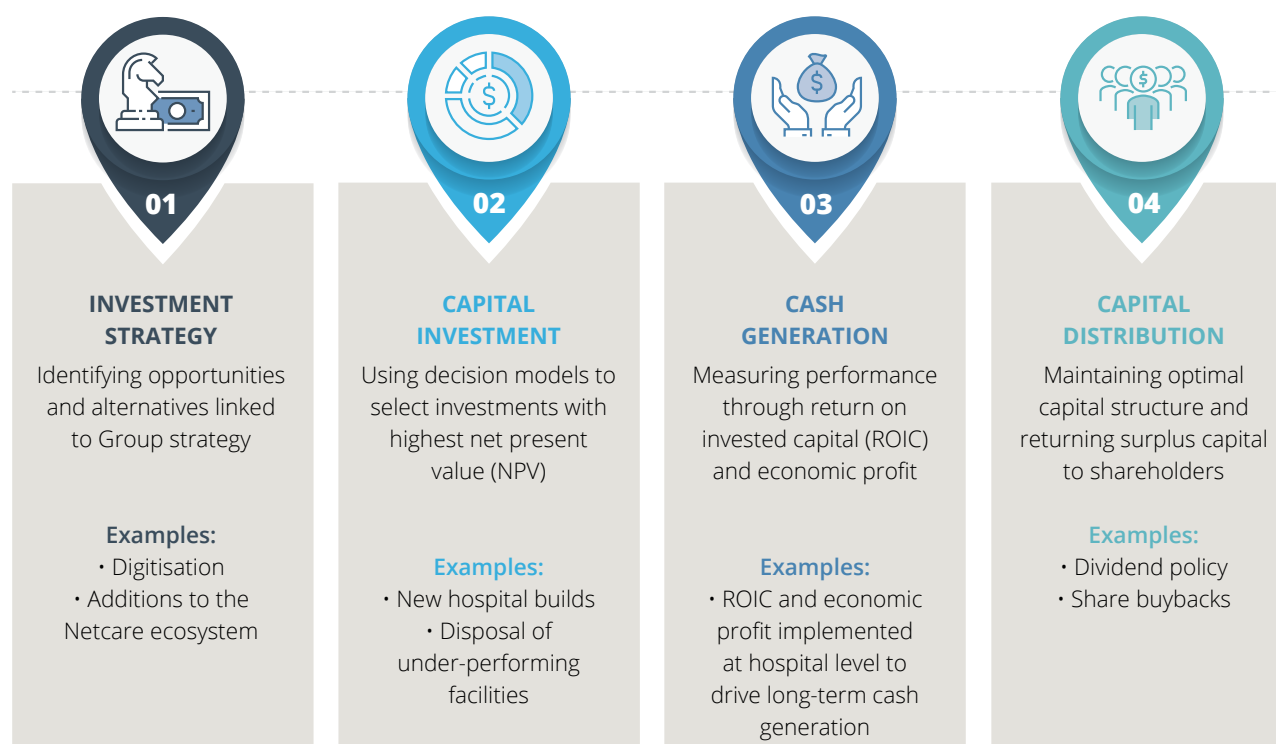 01
INVESTMENT
STRATEGY
Identifying opportunities
and alternatives linked
to Group strategy
Examples:
• Digitisation
• Additions to the
Netcare ecosystem
02
CAPITAL
INVESTMENT
Using decision models to
select investments with
highest net present
value (NPV)
Examples:
• New hospital builds
• Disposal of
under-performing
facilities
03
CASH
GENERATION
Measuring performance
through return on
invested capital (ROIC)
and economic profit
Examples:
• ROIC and economic
profit implemented
at hospital level to
drive long-term cash
generation
04
CAPITAL
DISTRIBUTION
Maintaining optimal
capital structure and
returning surplus capital
to shareholders
Examples:
• Dividend policy
• Share buybacks